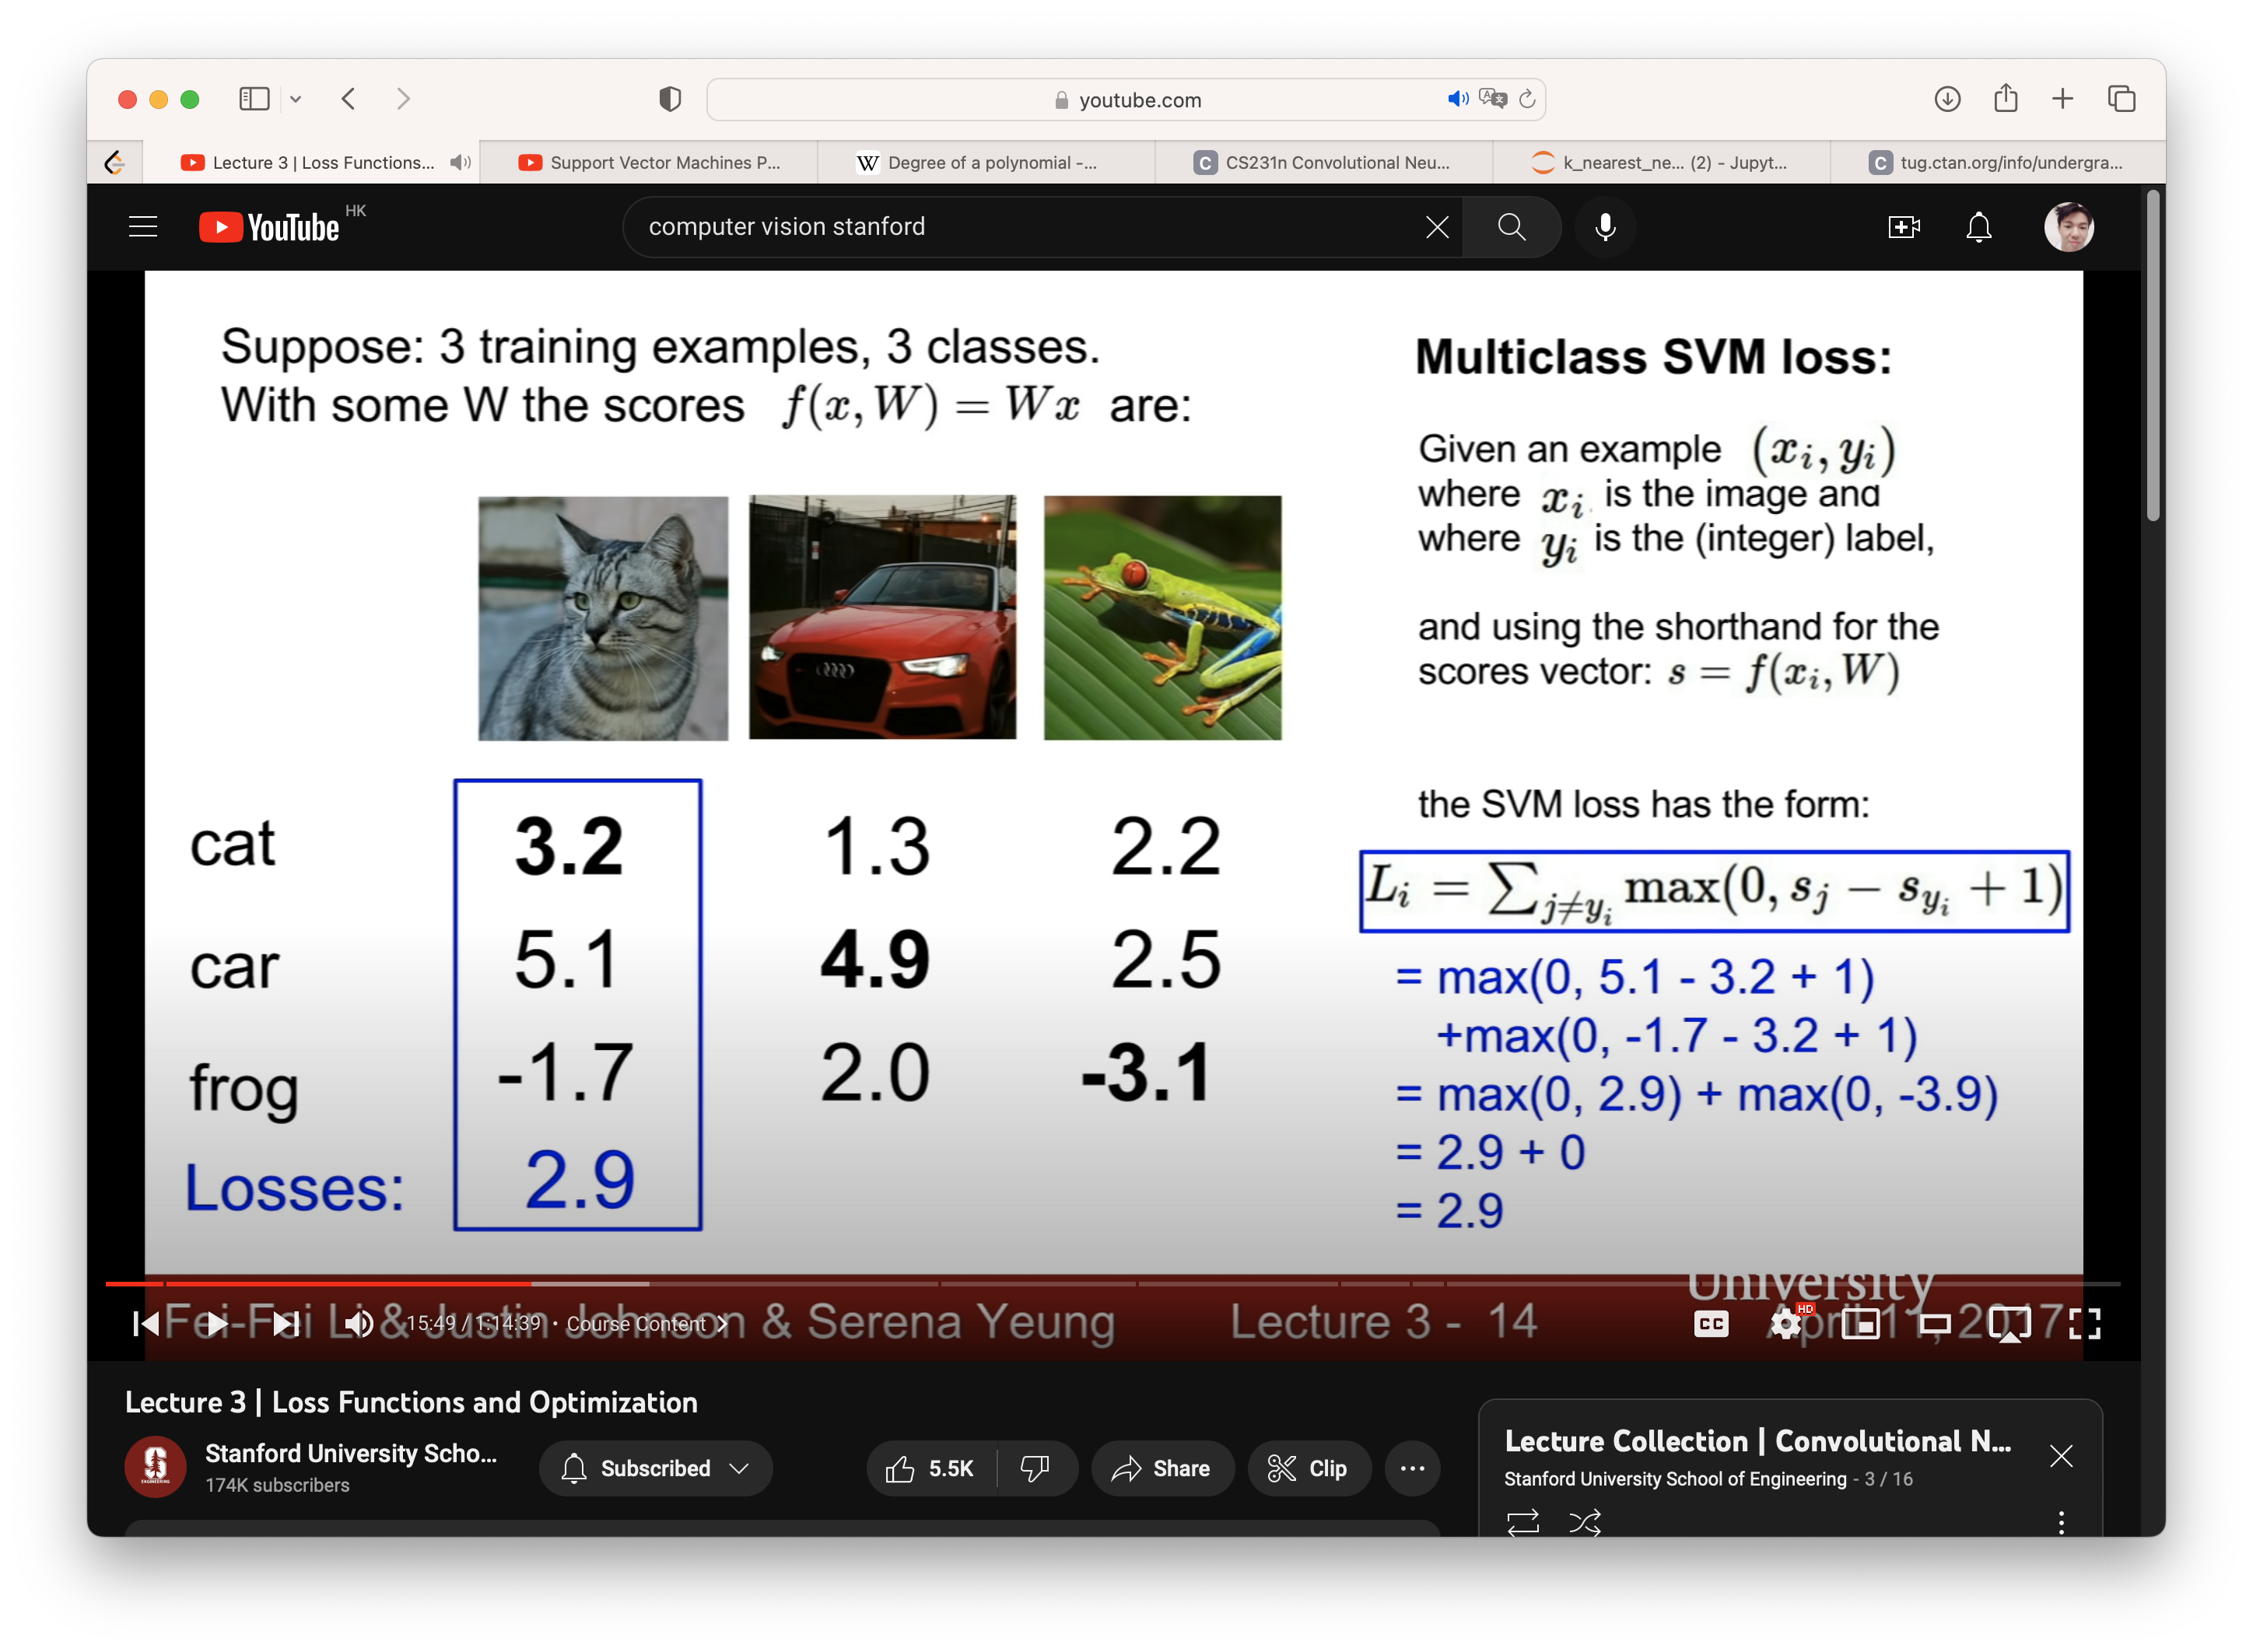 youtube.com
Lecture 3 | Loss Functions...
Support Vector Machines P...
W Degree of a polynomial -...
C CS231n Convolutional Neu...
k_nearest_ne... (2) - Jupyt...
C tug.ctan.org/info/undergra...
YouTube HK
computer vision stanford
Suppose: 3 training examples, 3 classes.
With some W the scores f(x, W) = Wx are:
cat 3.2 1.3 2.2
car 5.1 4.9 2.5
frog -1.7 2.0 -3.1
Losses: 2.9
Multiclass SVM loss:
Given an example (x_i, y_i)
where x_i is the image and
where y_i is the (integer) label,
and using the shorthand for the
scores vector: s = f(x_i, W)
the SVM loss has the form:
L_i = ∑_{j≠y_i} max(0, s_j − s_{y_i} + 1)
= max(0, 5.1 - 3.2 + 1)
+max(0, -1.7 - 3.2 + 1)
= max(0, 2.9) + max(0, -3.9)
= 2.9 + 0
= 2.9
University
Fei-Fei Li & Justin Johnson & Serena Yeung
Lecture 3 - 14
April 11, 2017
15:49 / 1:14:39 • Course Content
CC
HD
Lecture 3 | Loss Functions and Optimization
Stanford University Scho...
174K subscribers
S
ENGINEERING
Subscribed
5.5K
Share
Clip
Lecture Collection | Convolutional N...
Stanford University School of Engineering - 3 / 16